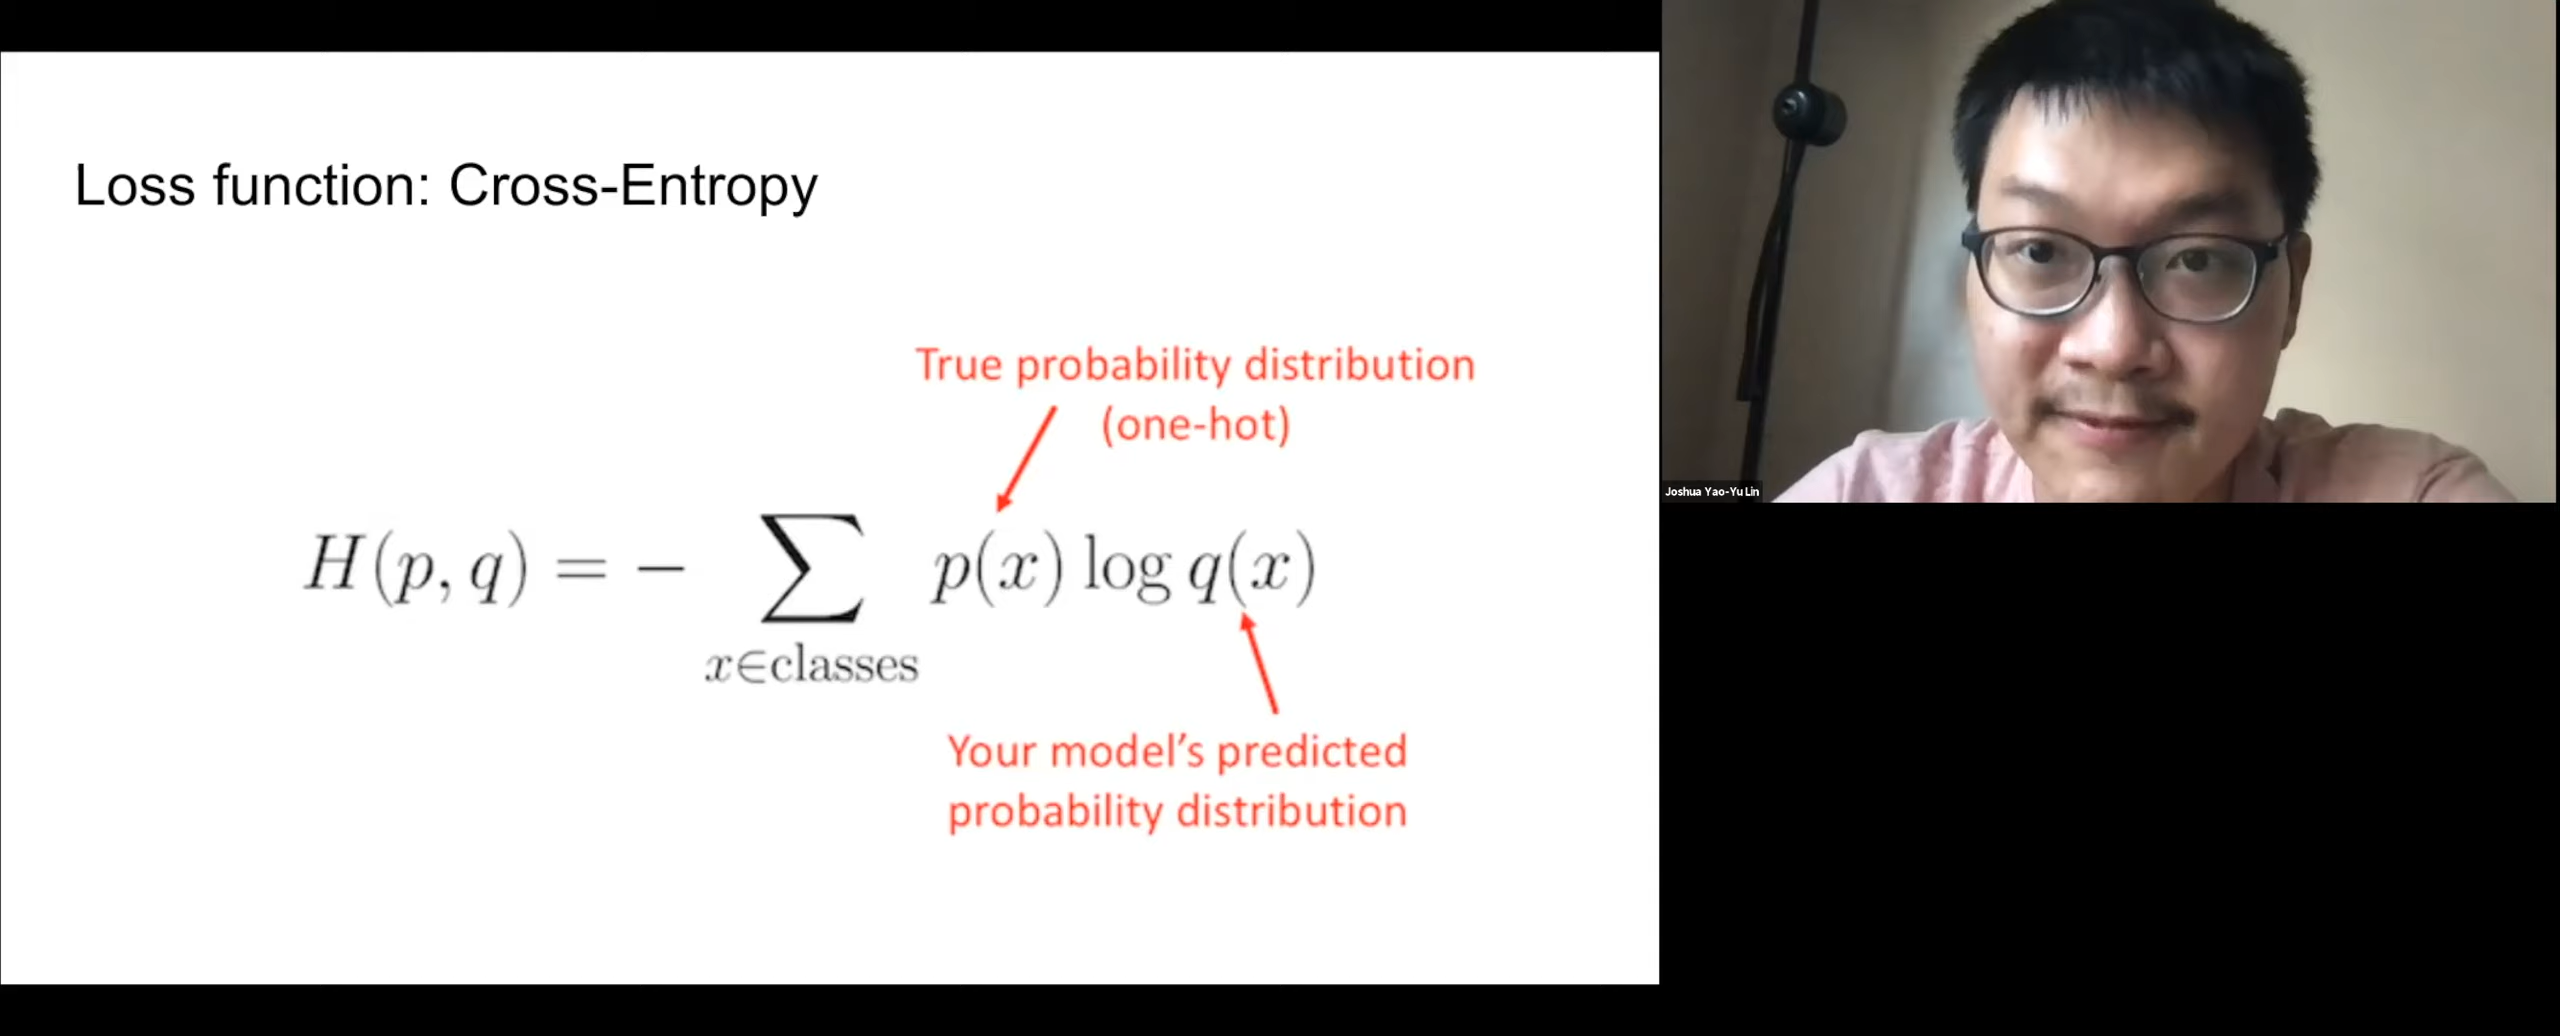 Loss function: Cross-Entropy
True probability distribution
(one-hot)
H(p, q) = − ∑ p(x) log q(x)
x∈classes
Your model’s predicted
probability distribution
Joshua Yao-Yu Lin